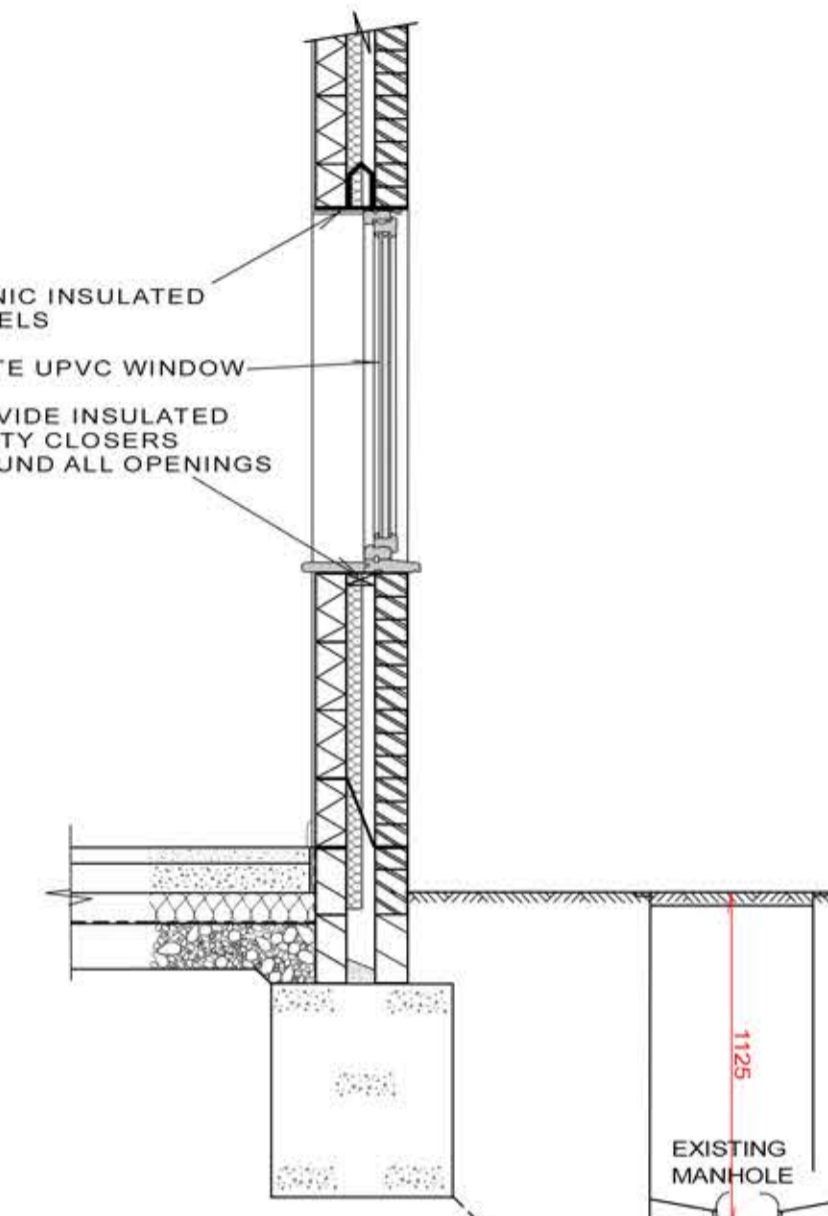 NIC INSULATED
ELS
TE UPVC WINDOW
VIDE INSULATED
TY CLOSERS
UND ALL OPENINGS
1125
EXISTING
MANHOLE